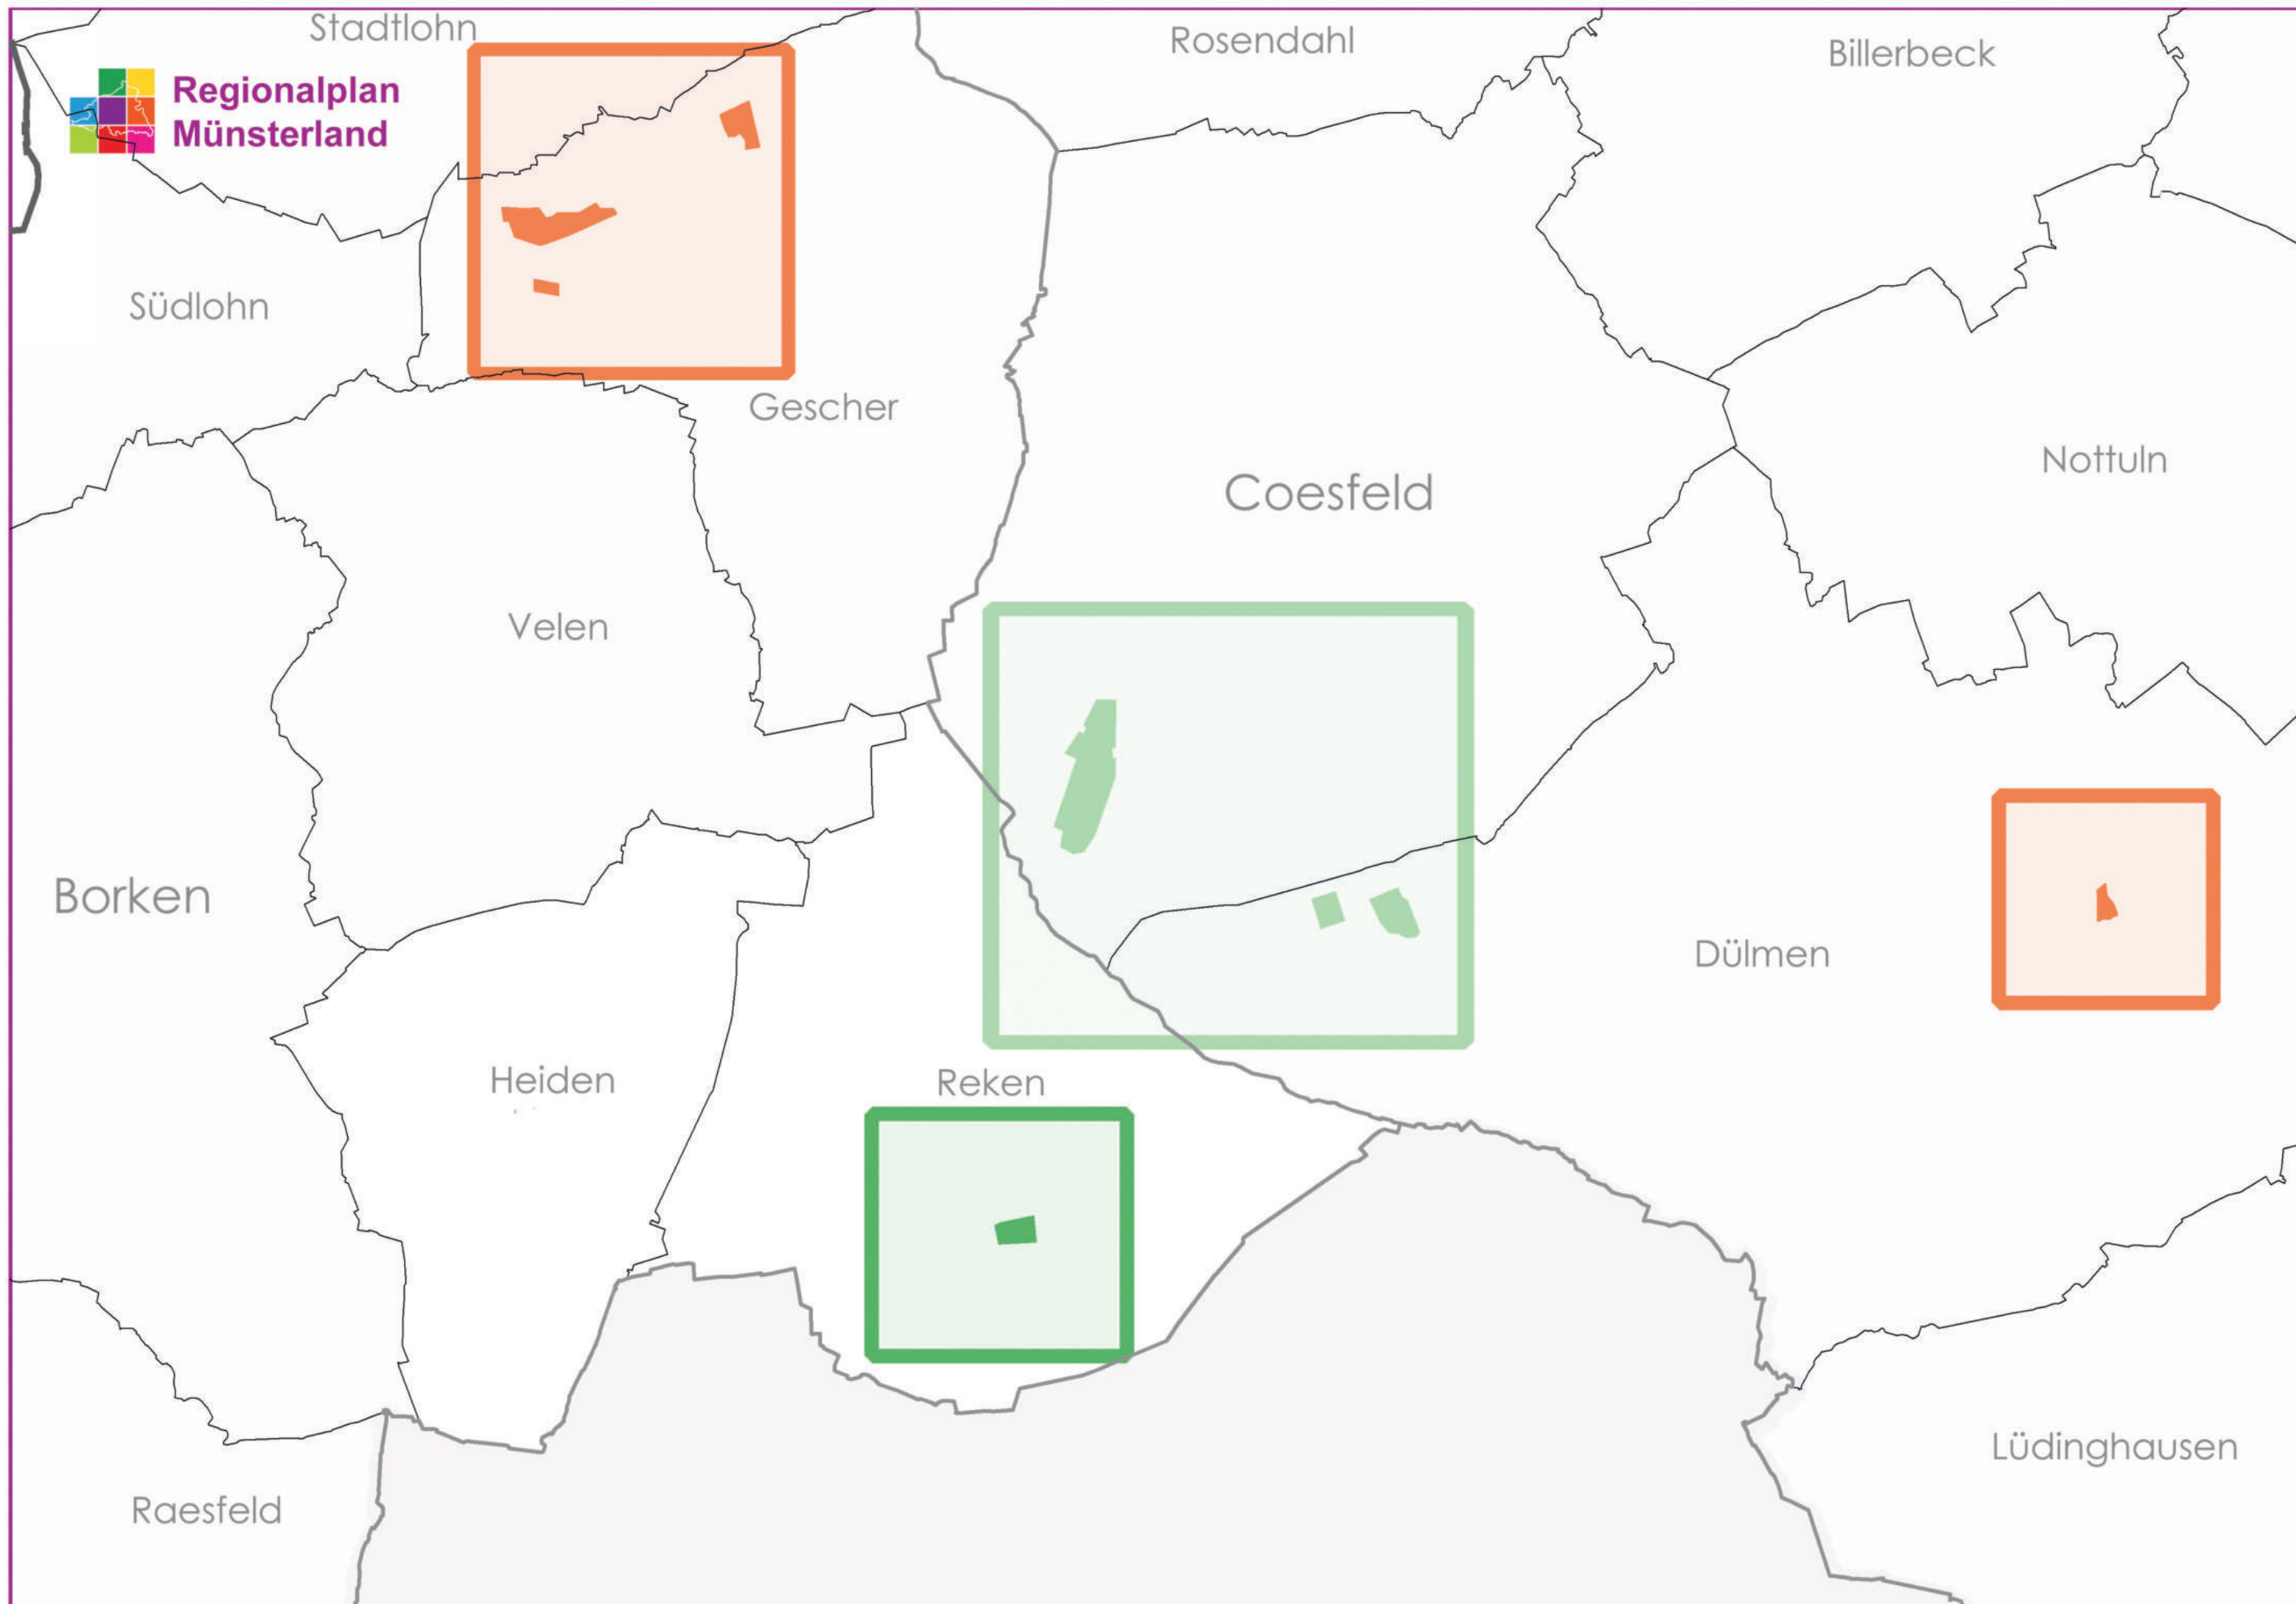 Stadtlohn
Rosendahl
Billerbeck
Regionalplan
Münsterland
Südlohn
Gescher
Nottuln
Coesfeld
Velen
Borken
Dülmen
Heiden
Reken
Lüdinghausen
Raesfeld